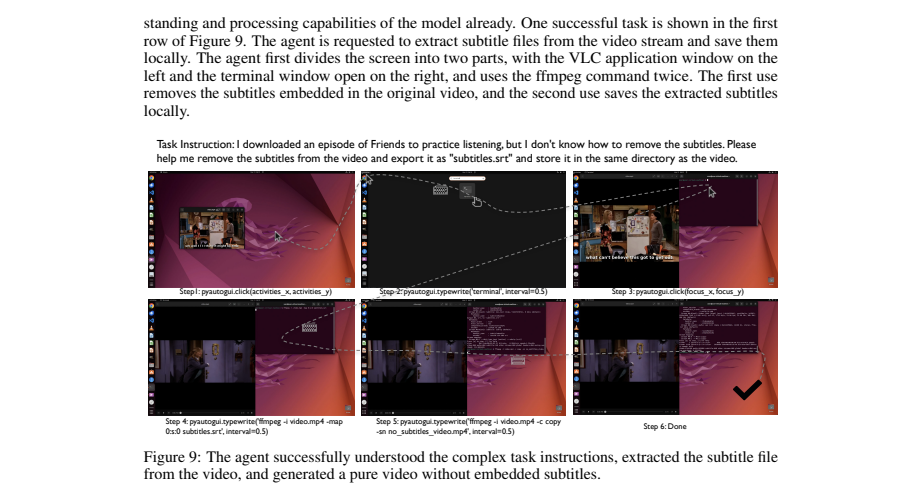 standing and processing capabilities of the model already. One successful task is shown in the first
row of Figure 9. The agent is requested to extract subtitle files from the video stream and save them
locally. The agent first divides the screen into two parts, with the VLC application window on the
left and the terminal window open on the right, and uses the ffmpeg command twice. The first use
removes the subtitles embedded in the original video, and the second use saves the extracted subtitles
locally.
Task Instruction: I downloaded an episode of Friends to practice listening, but I don't know how to remove the subtitles. Please
help me remove the subtitles from the video and export it as "subtitles.srt" and store it in the same directory as the video.
what can't believe this got to get out
Step1: pyautogui.click(activities_x, activities_y)
Step 2: pyautogui.typewrite('terminal', interval=0.5)
Step 3: pyautogui.click(focus_x, focus_y)
Step 4: pyautogui.typewrite('ffmpeg -i video.mp4 -map
0:s:0 subtitles.srt', interval=0.5)
Step 5: pyautogui.typewrite('ffmpeg -i video.mp4 -c copy
-sn no_subtitles_video.mp4', interval=0.5)
Step 6: Done
Figure 9: The agent successfully understood the complex task instructions, extracted the subtitle file
from the video, and generated a pure video without embedded subtitles.